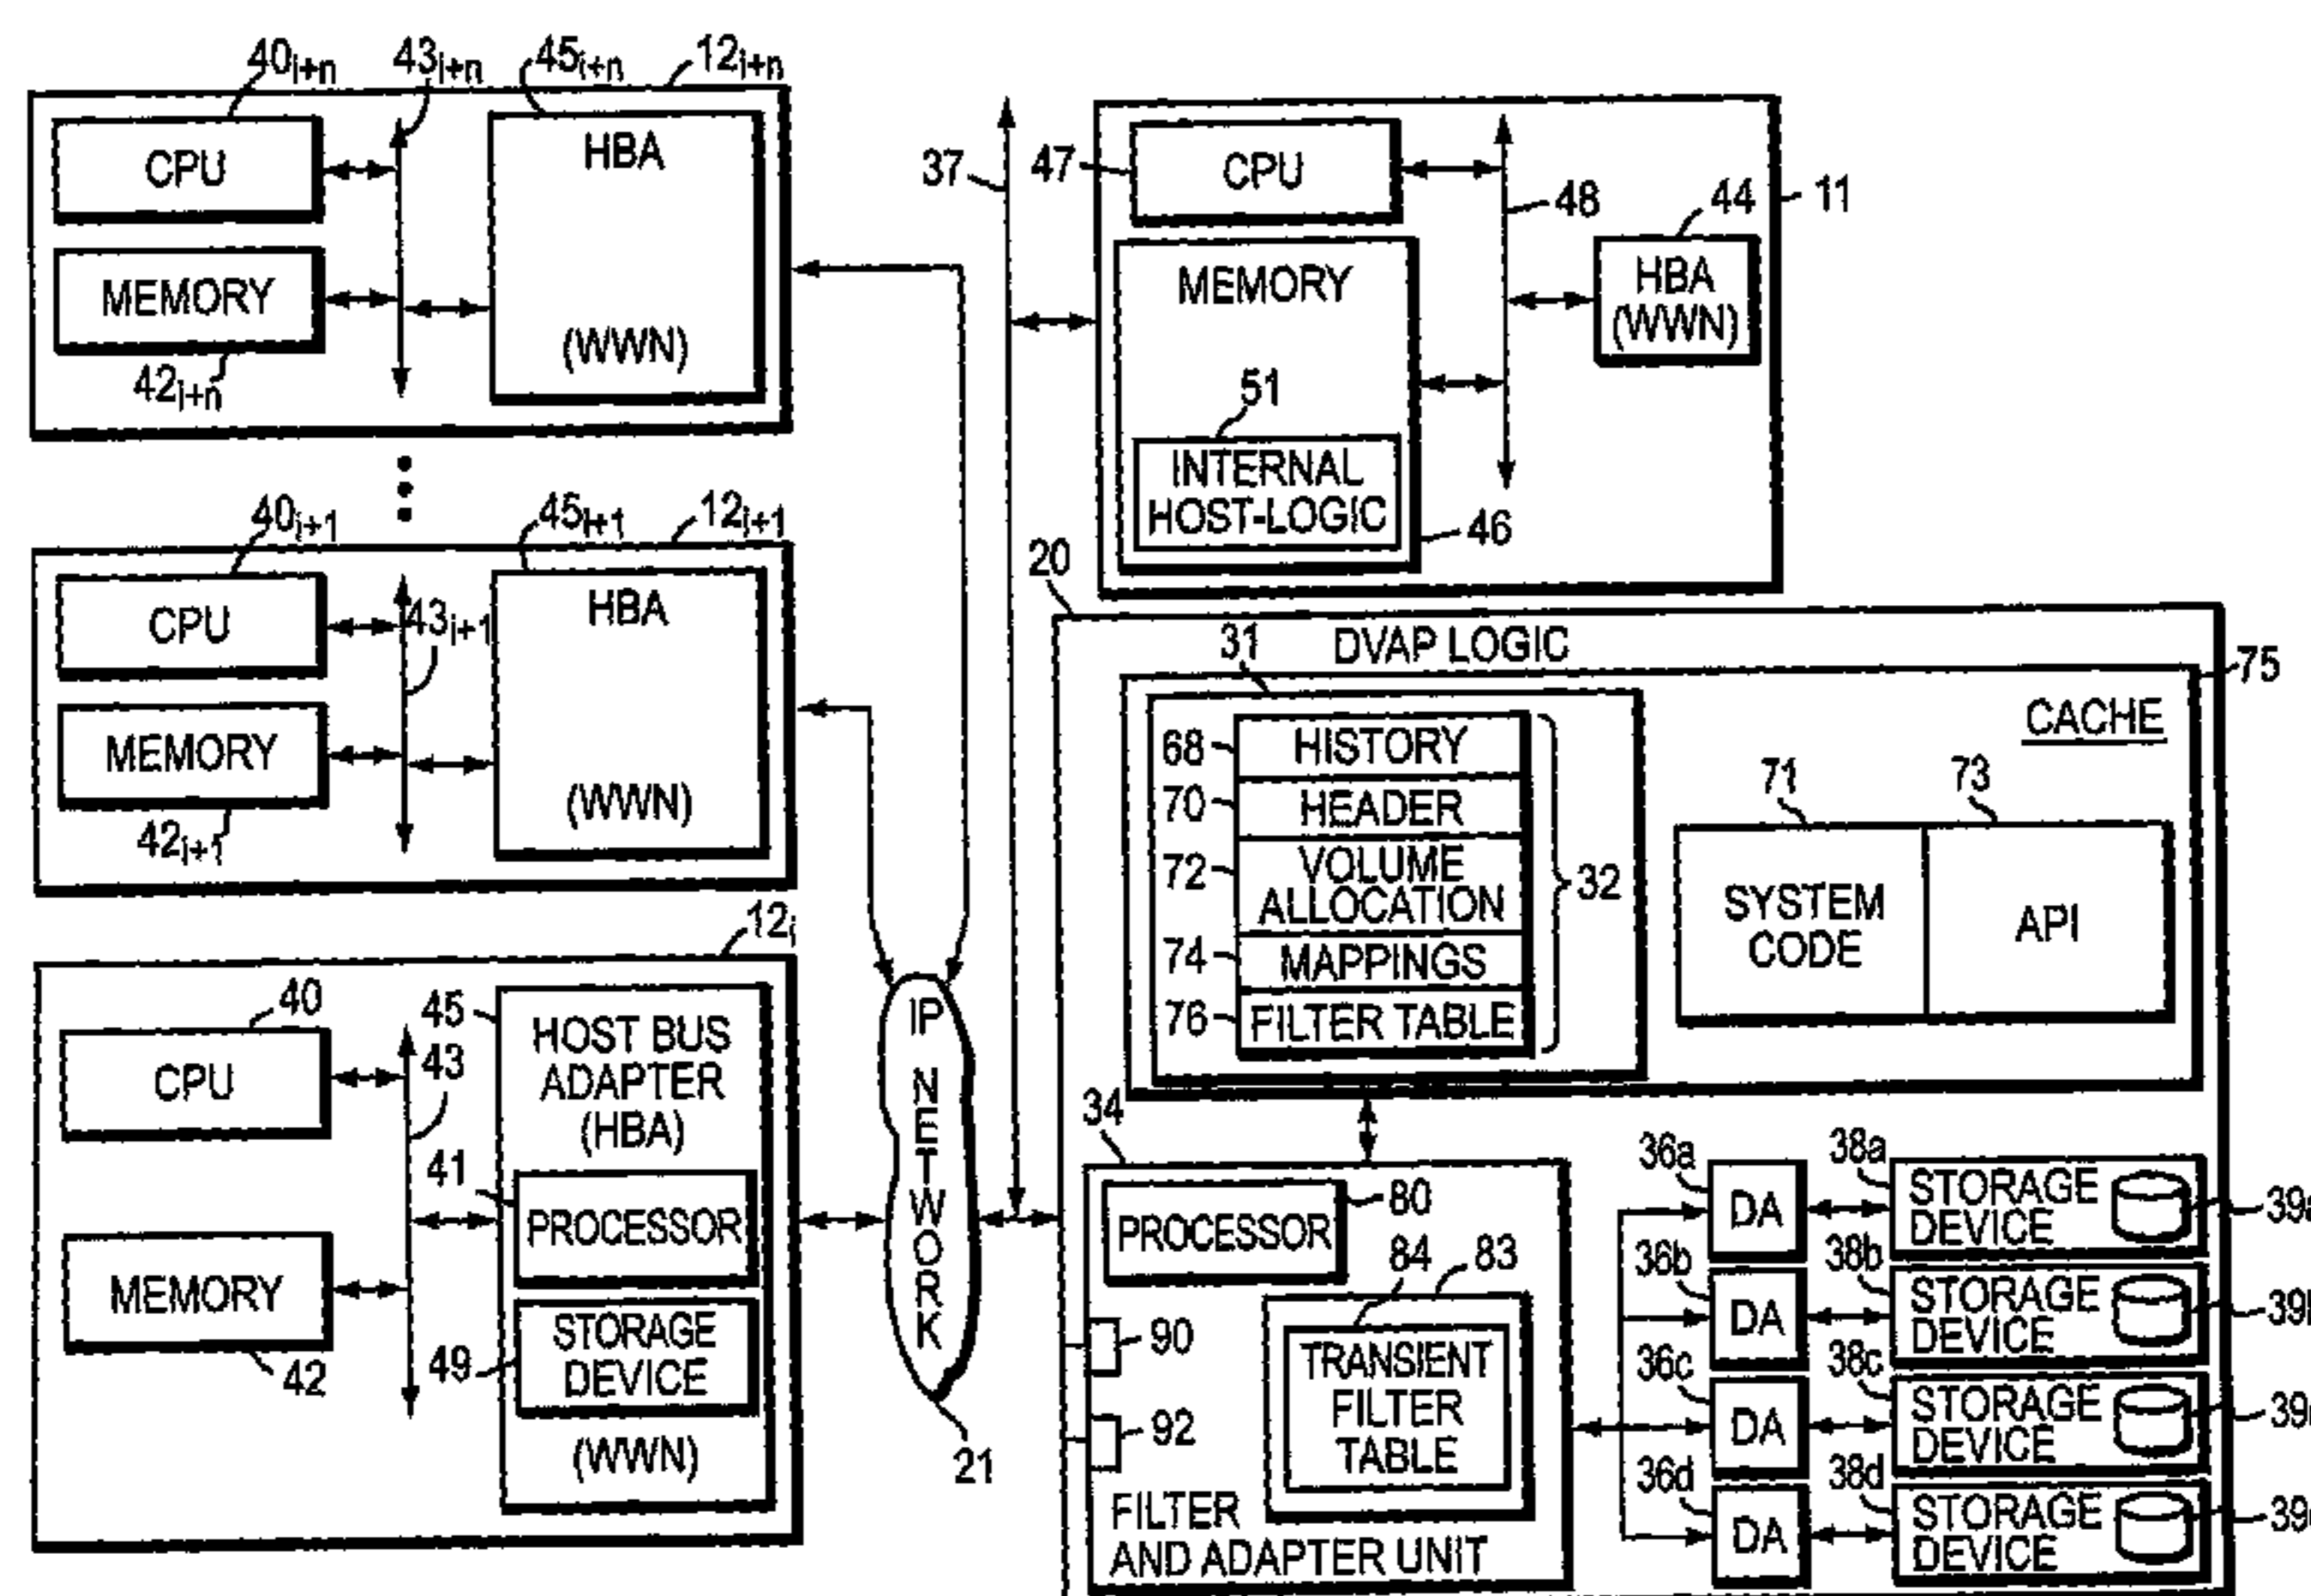 40i+n
43i+n
45i+n
12i+n
CPU
MEMORY
42i+n
HBA
(WWN)
40i+1
45i+1
12i+1
CPU
43i+1
MEMORY
42i+1
HBA
(WWN)
12i
40
43
45
CPU
MEMORY
42
HOST BUS
ADAPTER
(HBA)
41
PROCESSOR
49
STORAGE
DEVICE
(WWN)
IP NETWORK
21
37
47
CPU
48
44
11
HBA
(WWN)
MEMORY
51
INTERNAL
HOST-LOGIC
46
20
DVAP LOGIC
75
31
CACHE
68
HISTORY
70
HEADER
72
VOLUME
ALLOCATION
74
MAPPINGS
76
FILTER TABLE
32
71
73
SYSTEM
CODE
API
34
PROCESSOR
80
84
83
TRANSIENT
FILTER
TABLE
90
92
FILTER
AND ADAPTER UNIT
36a
DA
38a
STORAGE
DEVICE
36b
DA
38b
STORAGE
DEVICE
36c
DA
38c
STORAGE
DEVICE
36d
DA
38d
STORAGE
DEVICE